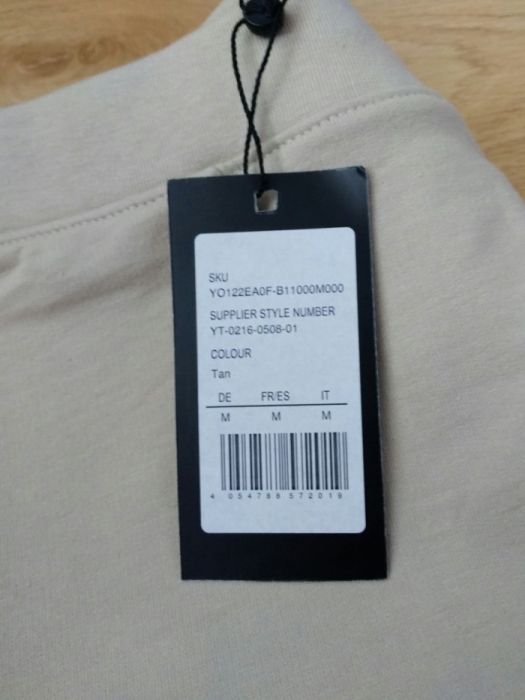 SKU
YO122EA0F-B11000M000
SUPPLIER STYLE NUMBER
YT-0216-0508-01
COLOUR
Tan
DE FR/ES IT
M M M
4 054788 572019